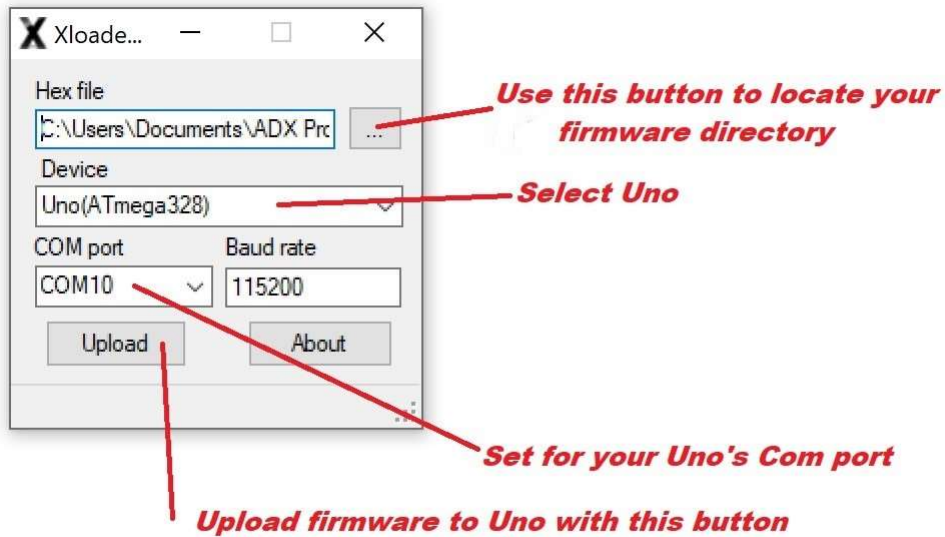 X Xloade...
Hex file
C:\Users\Documents\ADX Prc
...
Use this button to locate your
firmware directory
Device
Uno(ATmega328)
Select Uno
COM port Baud rate
COM10 115200
Upload About
Set for your Uno's Com port
Upload firmware to Uno with this button